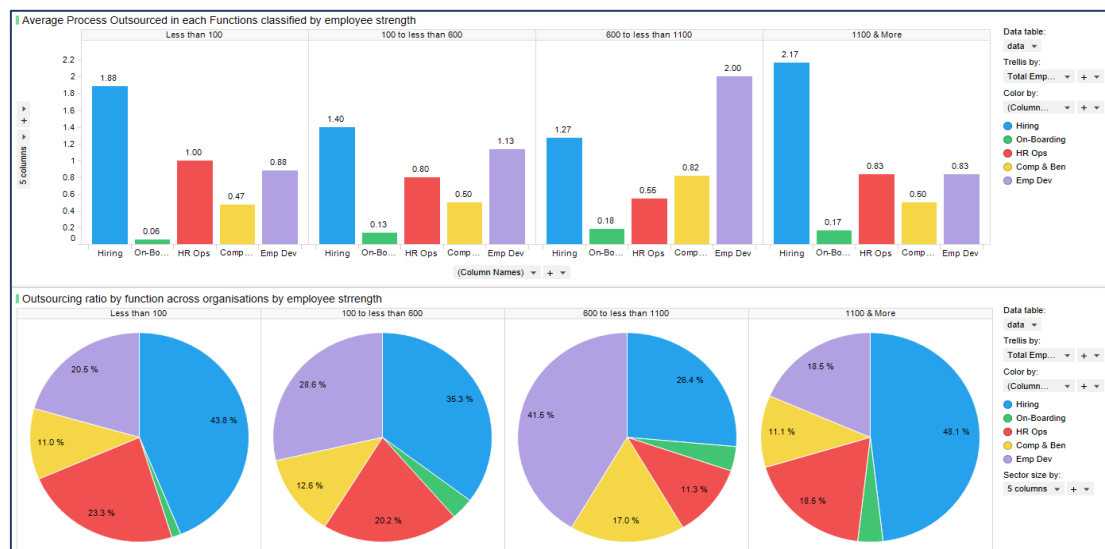 Average Process Outsourced in each Functions classified by employee strength
Less than 100
100 to less than 600
600 to less than 1100
1100 & More
2.2
2
1.8
1.6
1.4
1.2
1
0.8
0.6
0.4
0.2
0
5 columns
+
1.88
0.06
1.00
0.47
0.88
Hiring On-Bo... HR Ops Comp ... Emp Dev
1.40
0.13
0.80
0.50
1.13
Hiring On-Bo... HR Ops Comp ... Emp Dev
1.27
0.18
0.55
0.82
2.00
Hiring On-Bo... HR Ops Comp ... Emp Dev
2.17
0.17
0.83
0.50
0.83
Hiring On-Bo... HR Ops Comp ... Emp Dev
(Column Names) +
Data table:
data
Trellis by:
Total Emp... +
Color by:
(Column... +
Hiring
On-Boarding
HR Ops
Comp & Ben
Emp Dev
Outsourcing ratio by function across organisations by employee strrength
Less than 100
100 to less than 600
600 to less than 1100
1100 & More
20.5 %
43.8 %
11.0 %
23.3 %
28.6 %
35.3 %
12.6 %
20.2 %
41.5 %
26.4 %
11.3 %
17.0 %
18.5 %
11.1 %
48.1 %
18.5 %
Data table:
data
Trellis by:
Total Emp... +
Color by:
(Column... +
Hiring
On-Boarding
HR Ops
Comp & Ben
Emp Dev
Sector size by:
5 columns +